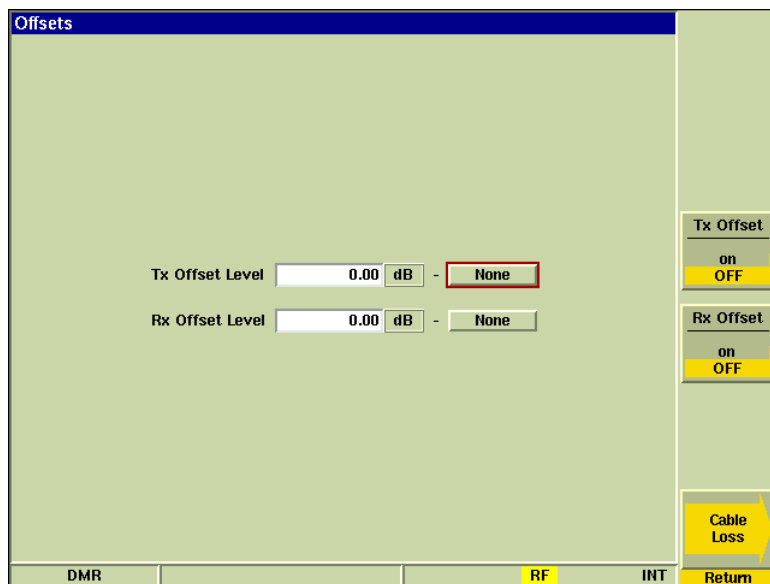 Offsets
Tx Offset Level 0.00 dB - None
Rx Offset Level 0.00 dB - None
Tx Offset
on
OFF
Rx Offset
on
OFF
Cable
Loss
DMR RF INT Return